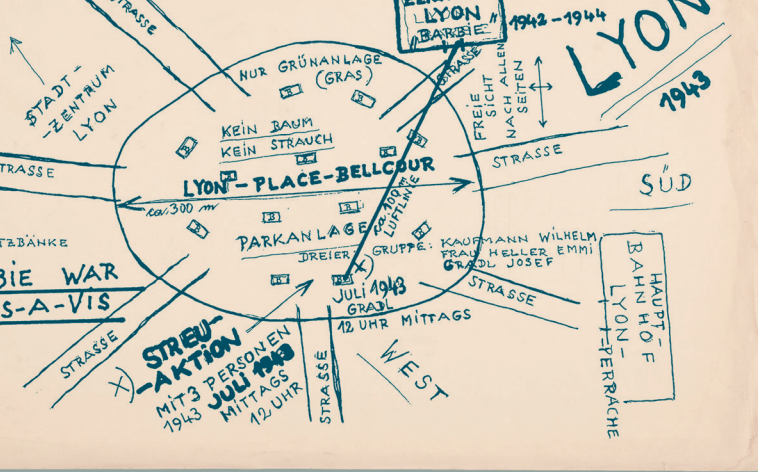 STRASSE
LYON
"BARBIE"
1942-1944
LYON
1943
STADT-
-ZENTRUM
LYON
NUR GRÜNANLAGE
(GRAS)
STRASSE
FREIE
SICHT
NACH ALLEN
SEITEN
KEIN BAUM
KEIN STRAUCH
STRASSE
LYON-PLACE-BELLCOUR
TRASSE
ca. 300 m
ca. 100 m
LUFTLINIE
SÜD
TZBÄNKE
PARKANLAGE
DREIER
GRUPPE: KAUFMANN WILHELM
FRAU HELLER EMMI
GRADL JOSEF
BIE WAR
S-A-VIS
X)
JULI 1943
GRADL
12 UHR MITTAGS
STRASSE
HAUPT-
BAHNHOF
LYON-
-PERRACHE
STRASSE
X) STREU-
-AKTION
MIT 3 PERSONEN
1943 JULI 1943
MITTAGS
12 UHR
STRASSE
WEST